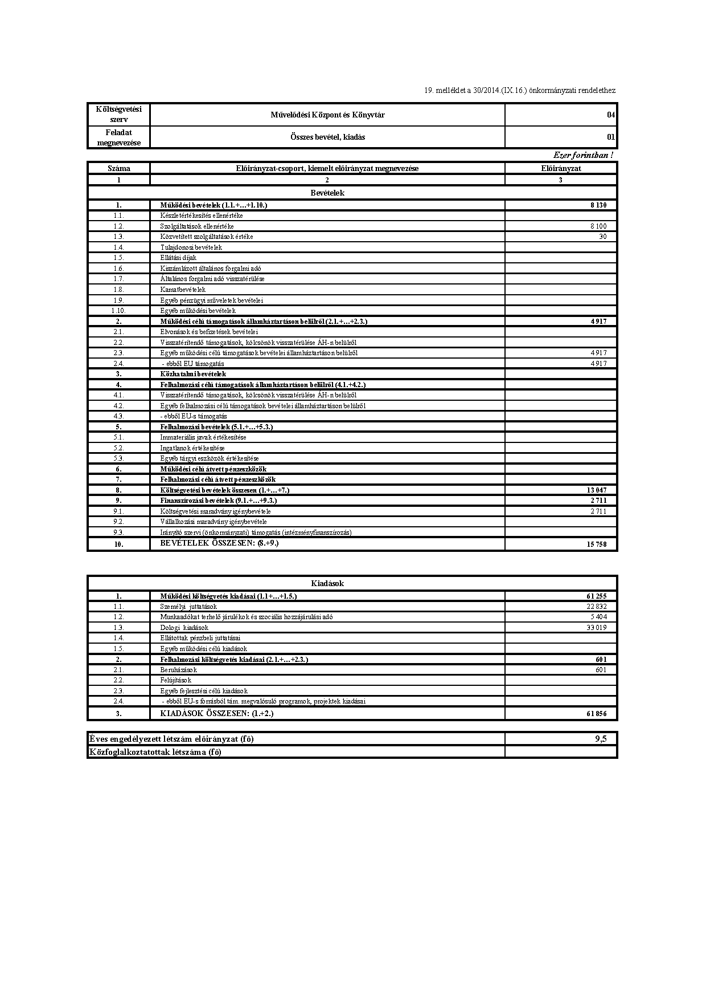 19. melléklet a 30/2014.(IX.16.) önkormányzati rendelethez
Költségvetési szerv Művelődési Központ és Könyvtár 04
Feladat megnevezése Összes bevétel, kiadás 01
Ezer forintban !
Száma Előirányzat-csoport, kiemelt előirányzat megnevezése Előirányzat
1 2 3
Bevételek
1. Működési bevételek (1.1.+…+1.10.) 8 130
1.1. Készletértékesítés ellenértéke
1.2. Szolgáltatások ellenértéke 8 100
1.3. Közvetített szolgáltatások értéke 30
1.4. Tulajdonosi bevételek
1.5. Ellátási díjak
1.6. Kiszámlázott általános forgalmi adó
1.7. Általános forgalmi adó visszatérülése
1.8. Kamatbevételek
1.9. Egyéb pénzügyi műveletek bevételei
1.10. Egyéb működési bevételek
2. Működési célú támogatások államháztartáson belülről (2.1.+…+2.3.) 4 917
2.1. Elvonások és befizetések bevételei
2.2. Visszatérítendő támogatások, kölcsönök visszatérülése ÁH-n belülről
2.3. Egyéb működési célú támogatások bevételei államháztartáson belülről 4 917
2.4. - ebből EU támogatás 4 917
3. Közhatalmi bevételek
4. Felhalmozási célú támogatások államháztartáson belülről (4.1.+4.2.)
4.1. Visszatérítendő támogatások, kölcsönök visszatérülése ÁH-n belülről
4.2. Egyéb felhalmozási célú támogatások bevételei államháztartáson belülről
4.3. - ebből EU-s támogatás
5. Felhalmozási bevételek (5.1.+…+5.3.)
5.1. Immateriális javak értékesítése
5.2. Ingatlanok értékesítése
5.3. Egyéb tárgyi eszközök értékesítése
6. Működési célú átvett pénzeszközök
7. Felhalmozási célú átvett pénzeszközök
8. Költségvetési bevételek összesen (1.+…+7.) 13 047
9. Finanszírozási bevételek (9.1.+…+9.3.) 2 711
9.1. Költségvetési maradvány igénybevétele 2 711
9.2. Vállalkozási maradvány igénybevétele
9.3. Irányító szervi (önkormányzati) támogatás (intézményfinanszírozás)
10. BEVÉTELEK ÖSSZESEN: (8.+9.) 15 758
Kiadások
1. Működési költségvetés kiadásai (1.1+…+1.5.) 61 255
1.1. Személyi juttatások 22 832
1.2. Munkaadókat terhelő járulékok és szociális hozzájárulási adó 5 404
1.3. Dologi kiadások 33 019
1.4. Ellátottak pénzbeli juttatásai
1.5. Egyéb működési célú kiadások
2. Felhalmozási költségvetés kiadásai (2.1.+…+2.3.) 601
2.1. Beruházások 601
2.2. Felújítások
2.3. Egyéb fejlesztési célú kiadások
2.4. - ebből EU-s forrásból tám. megvalósuló programok, projektek kiadásai
3. KIADÁSOK ÖSSZESEN: (1.+2.) 61 856
Éves engedélyezett létszám előirányzat (fő) 9,5
Közfoglalkoztatottak létszáma (fő)